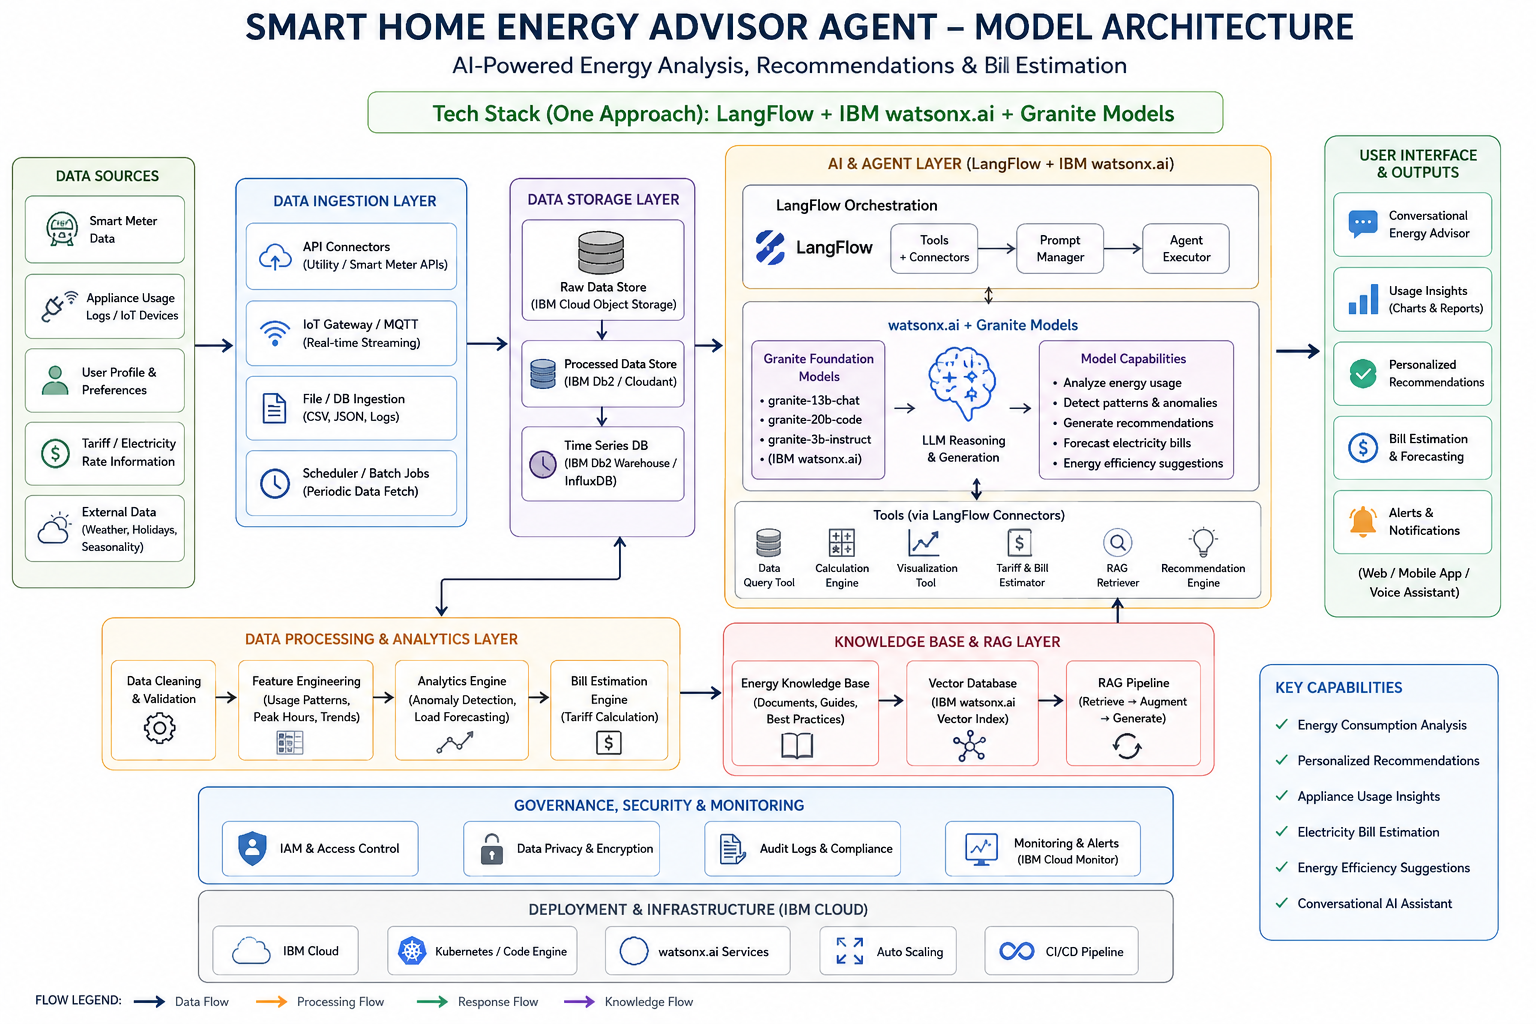 SMART HOME ENERGY ADVISOR AGENT – MODEL ARCHITECTURE
AI-Powered Energy Analysis, Recommendations & Bill Estimation
Tech Stack (One Approach): LangFlow + IBM watsonx.ai + Granite Models
DATA SOURCES
Smart Meter
Data
Appliance Usage
Logs / IoT Devices
User Profile &
Preferences
Tariff / Electricity
Rate Information
External Data
(Weather, Holidays,
Seasonality)
DATA INGESTION LAYER
API Connectors
(Utility / Smart Meter APIs)
IoT Gateway / MQTT
(Real-time Streaming)
File / DB Ingestion
(CSV, JSON, Logs)
Scheduler / Batch Jobs
(Periodic Data Fetch)
DATA STORAGE LAYER
Raw Data Store
(IBM Cloud Object Storage)
Processed Data Store
(IBM Db2 / Cloudant)
Time Series DB
(IBM Db2 Warehouse /
InfluxDB)
AI & AGENT LAYER (LangFlow + IBM watsonx.ai)
LangFlow Orchestration
LangFlow
Tools
+ Connectors
Prompt
Manager
Agent
Executor
watsonx.ai + Granite Models
Granite Foundation
Models
• granite-13b-chat
• granite-20b-code
• granite-3b-instruct
• (IBM watsonx.ai)
LLM Reasoning
& Generation
Model Capabilities
• Analyze energy usage
• Detect patterns & anomalies
• Generate recommendations
• Forecast electricity bills
• Energy efficiency suggestions
Tools (via LangFlow Connectors)
Data
Query Tool
Calculation
Engine
Visualization
Tool
Tariff & Bill
Estimator
RAG
Retriever
Recommendation
Engine
USER INTERFACE
& OUTPUTS
Conversational
Energy Advisor
Usage Insights
(Charts & Reports)
Personalized
Recommendations
Bill Estimation
& Forecasting
Alerts &
Notifications
(Web / Mobile App /
Voice Assistant)
DATA PROCESSING & ANALYTICS LAYER
Data Cleaning
& Validation
Feature Engineering
(Usage Patterns,
Peak Hours, Trends)
Analytics Engine
(Anomaly Detection,
Load Forecasting)
Bill Estimation
Engine
(Tariff Calculation)
KNOWLEDGE BASE & RAG LAYER
Energy Knowledge Base
(Documents, Guides,
Best Practices)
Vector Database
(IBM watsonx.ai
Vector Index)
RAG Pipeline
(Retrieve → Augment
→ Generate)
KEY CAPABILITIES
✓ Energy Consumption Analysis
✓ Personalized Recommendations
✓ Appliance Usage Insights
✓ Electricity Bill Estimation
✓ Energy Efficiency Suggestions
✓ Conversational AI Assistant
GOVERNANCE, SECURITY & MONITORING
IAM & Access Control
Data Privacy & Encryption
Audit Logs & Compliance
Monitoring & Alerts
(IBM Cloud Monitor)
DEPLOYMENT & INFRASTRUCTURE (IBM CLOUD)
IBM Cloud
Kubernetes / Code Engine
watsonx.ai Services
Auto Scaling
CI/CD Pipeline
FLOW LEGEND: Data Flow Processing Flow Response Flow Knowledge Flow